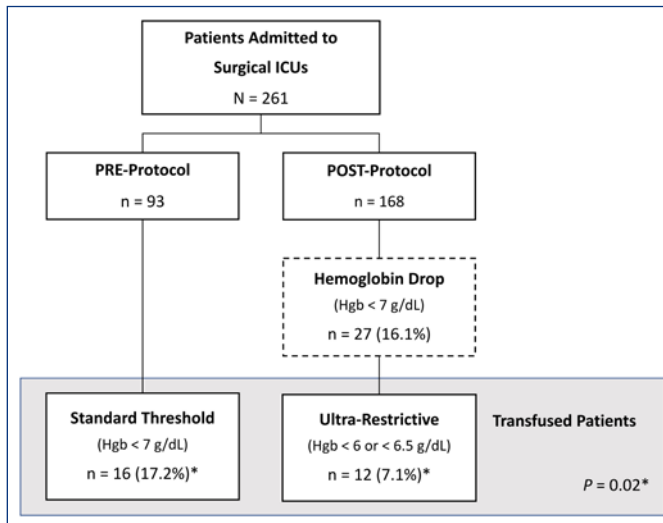 Patients Admitted to
Surgical ICUs
N = 261
PRE-Protocol
n = 93
POST-Protocol
n = 168
Hemoglobin Drop
(Hgb < 7 g/dL)
n = 27 (16.1%)
Standard Threshold
(Hgb < 7 g/dL)
n = 16 (17.2%)*
Ultra-Restrictive
(Hgb < 6 or < 6.5 g/dL)
n = 12 (7.1%)*
Transfused Patients
P = 0.02*